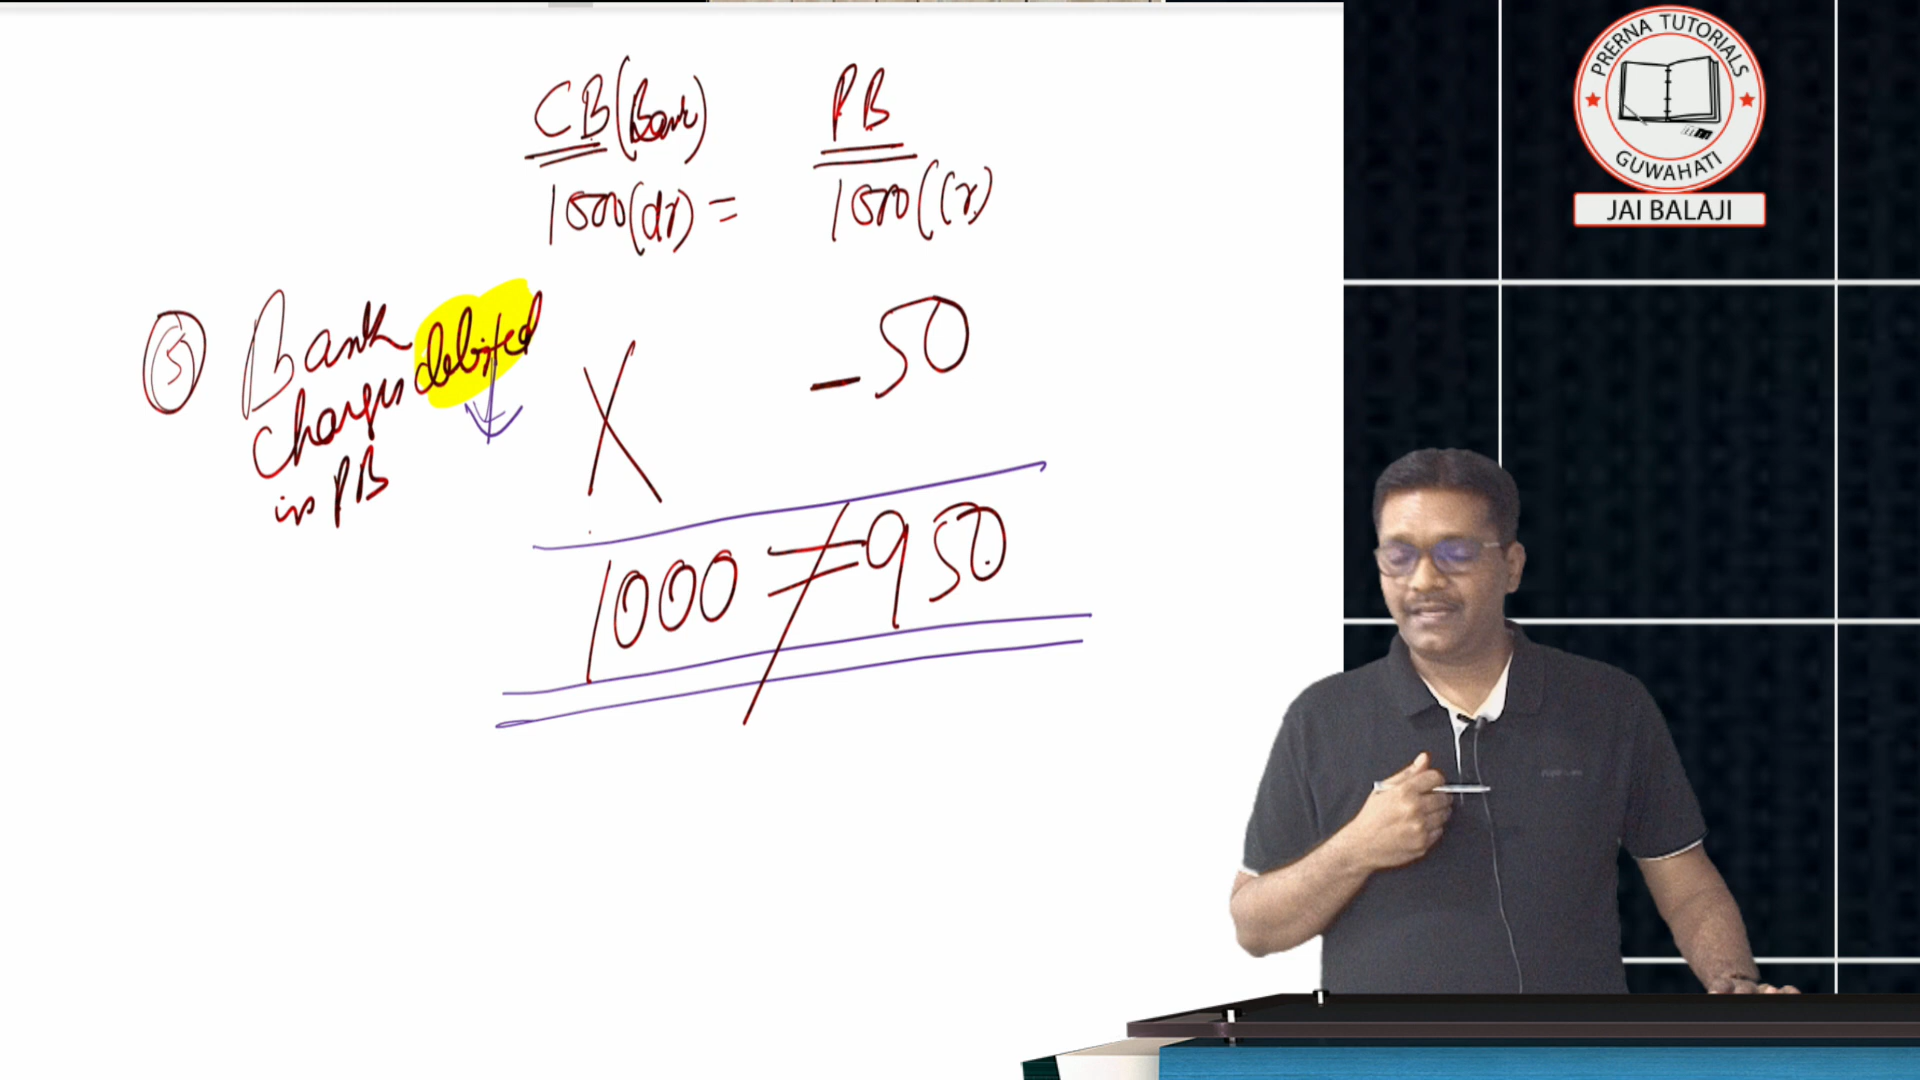 CB (Bank) PB
1000 (dr) = 1000 (Cr)
5 Bank charges debited in PB X -50
1000 ≠ 950
PRERNA TUTORIALS
GUWAHATI
JAI BALAJI